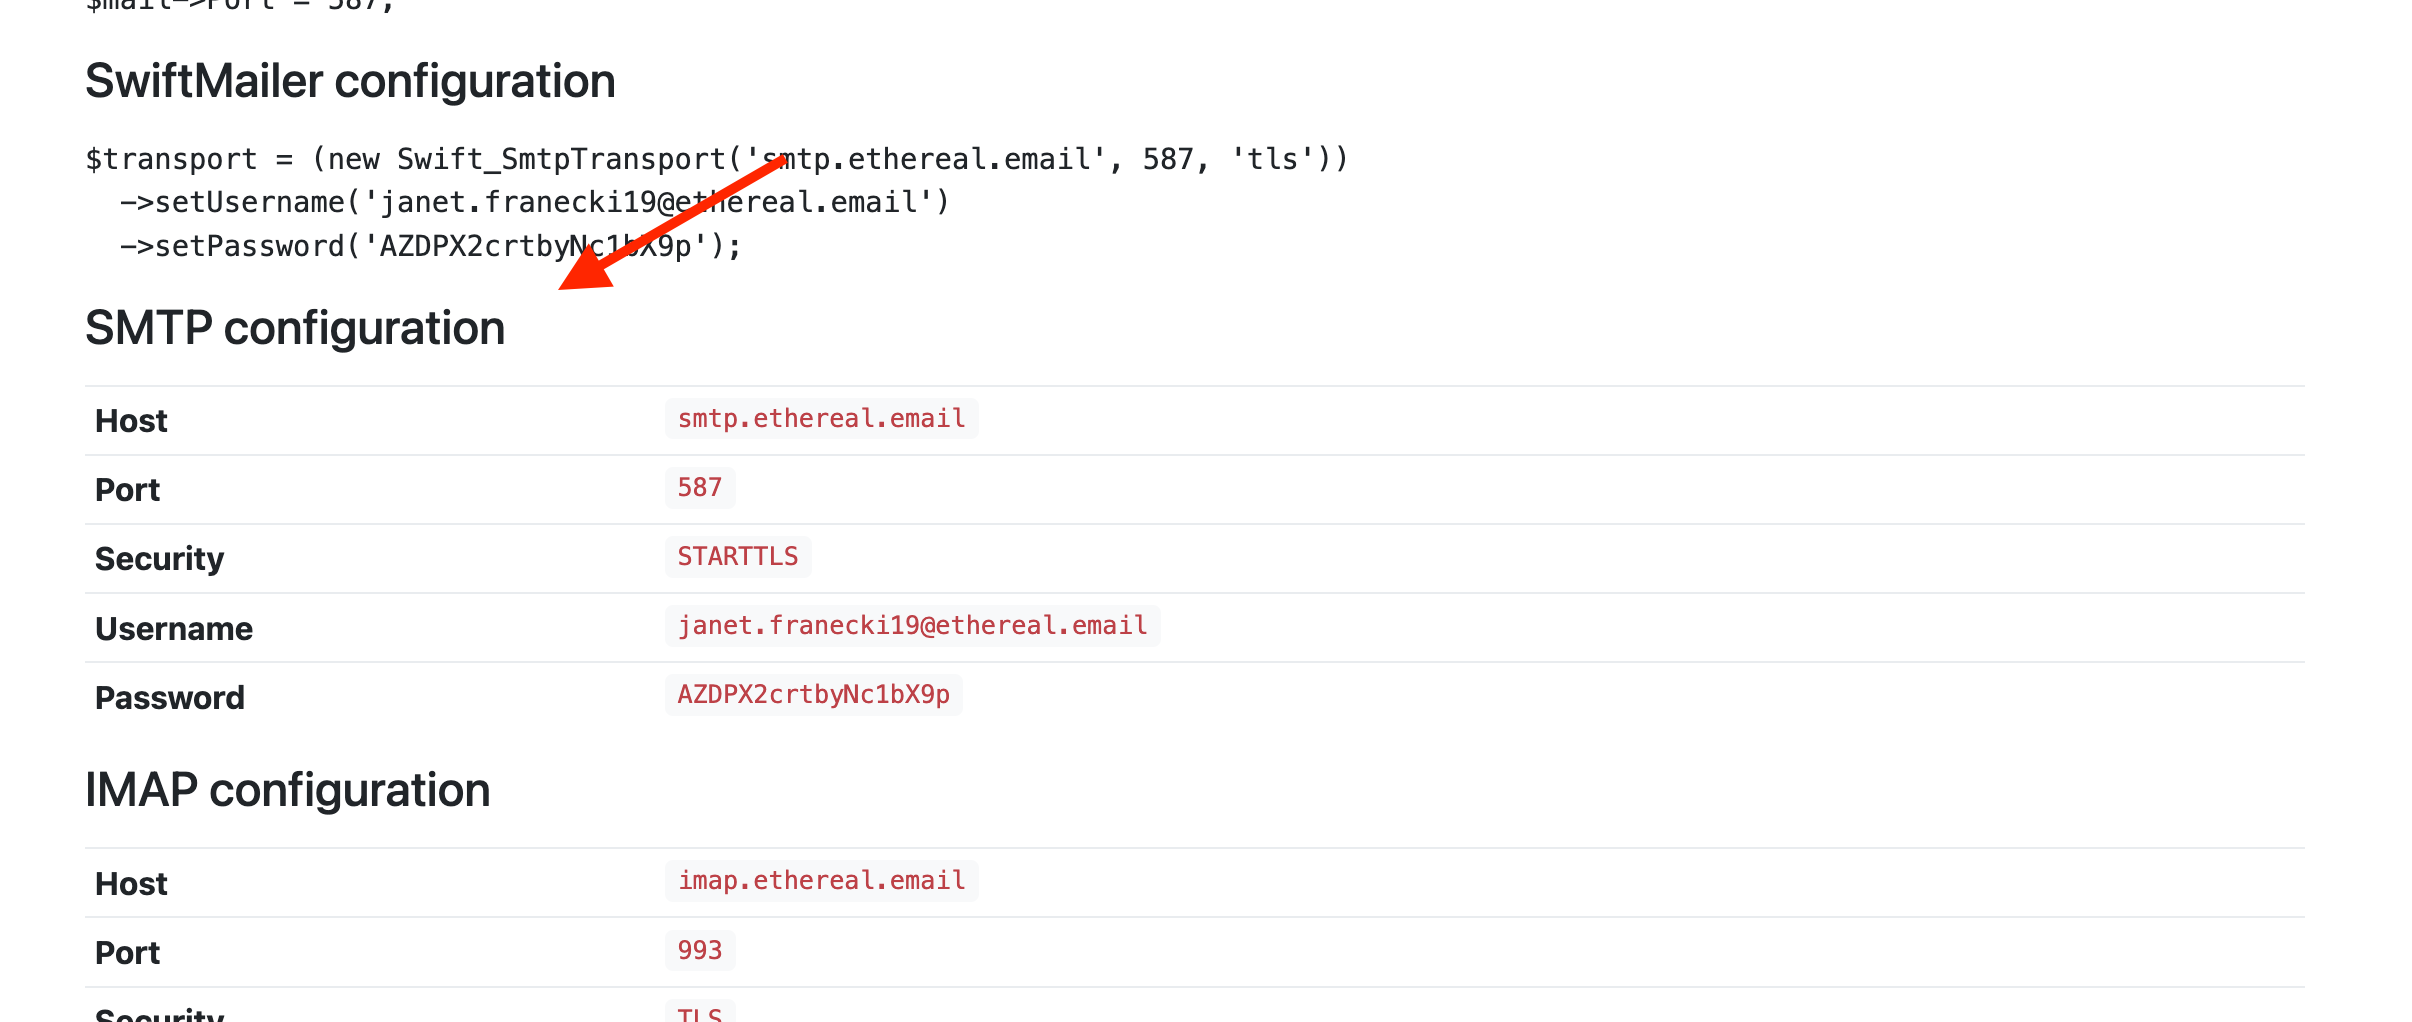 $mail->Port = 587;
SwiftMailer configuration
$transport = (new Swift_SmtpTransport('smtp.ethereal.email', 587, 'tls'))
->setUsername('janet.franecki19@ethereal.email')
->setPassword('AZDPX2crtbyNc1bX9p');
SMTP configuration
Host smtp.ethereal.email
Port 587
Security STARTTLS
Username janet.franecki19@ethereal.email
Password AZDPX2crtbyNc1bX9p
IMAP configuration
Host imap.ethereal.email
Port 993
Security TLS